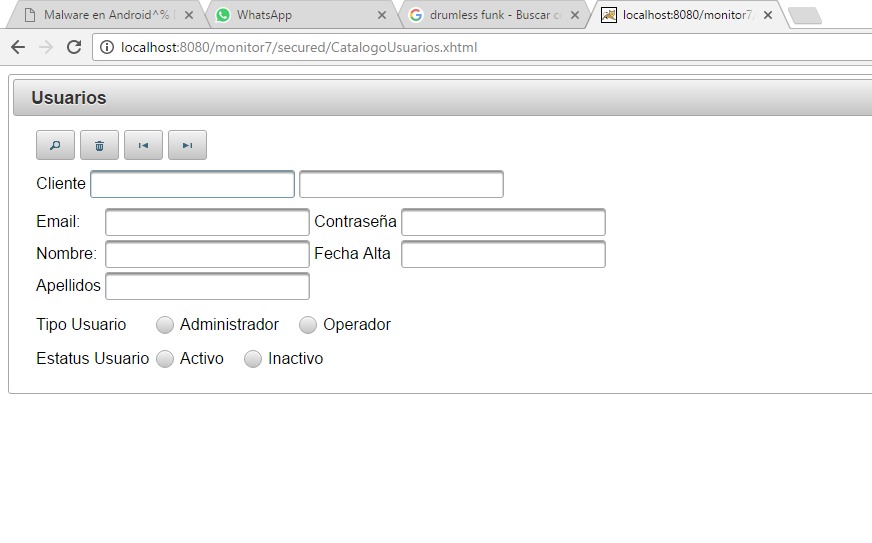 Malware en Android^%
WhatsApp
drumless funk - Buscar
localhost:8080/monitor7
localhost:8080/monitor7/secured/CatalogoUsuarios.xhtml
Usuarios
Cliente
Email: Contraseña
Nombre: Fecha Alta
Apellidos
Tipo Usuario Administrador Operador
Estatus Usuario Activo Inactivo